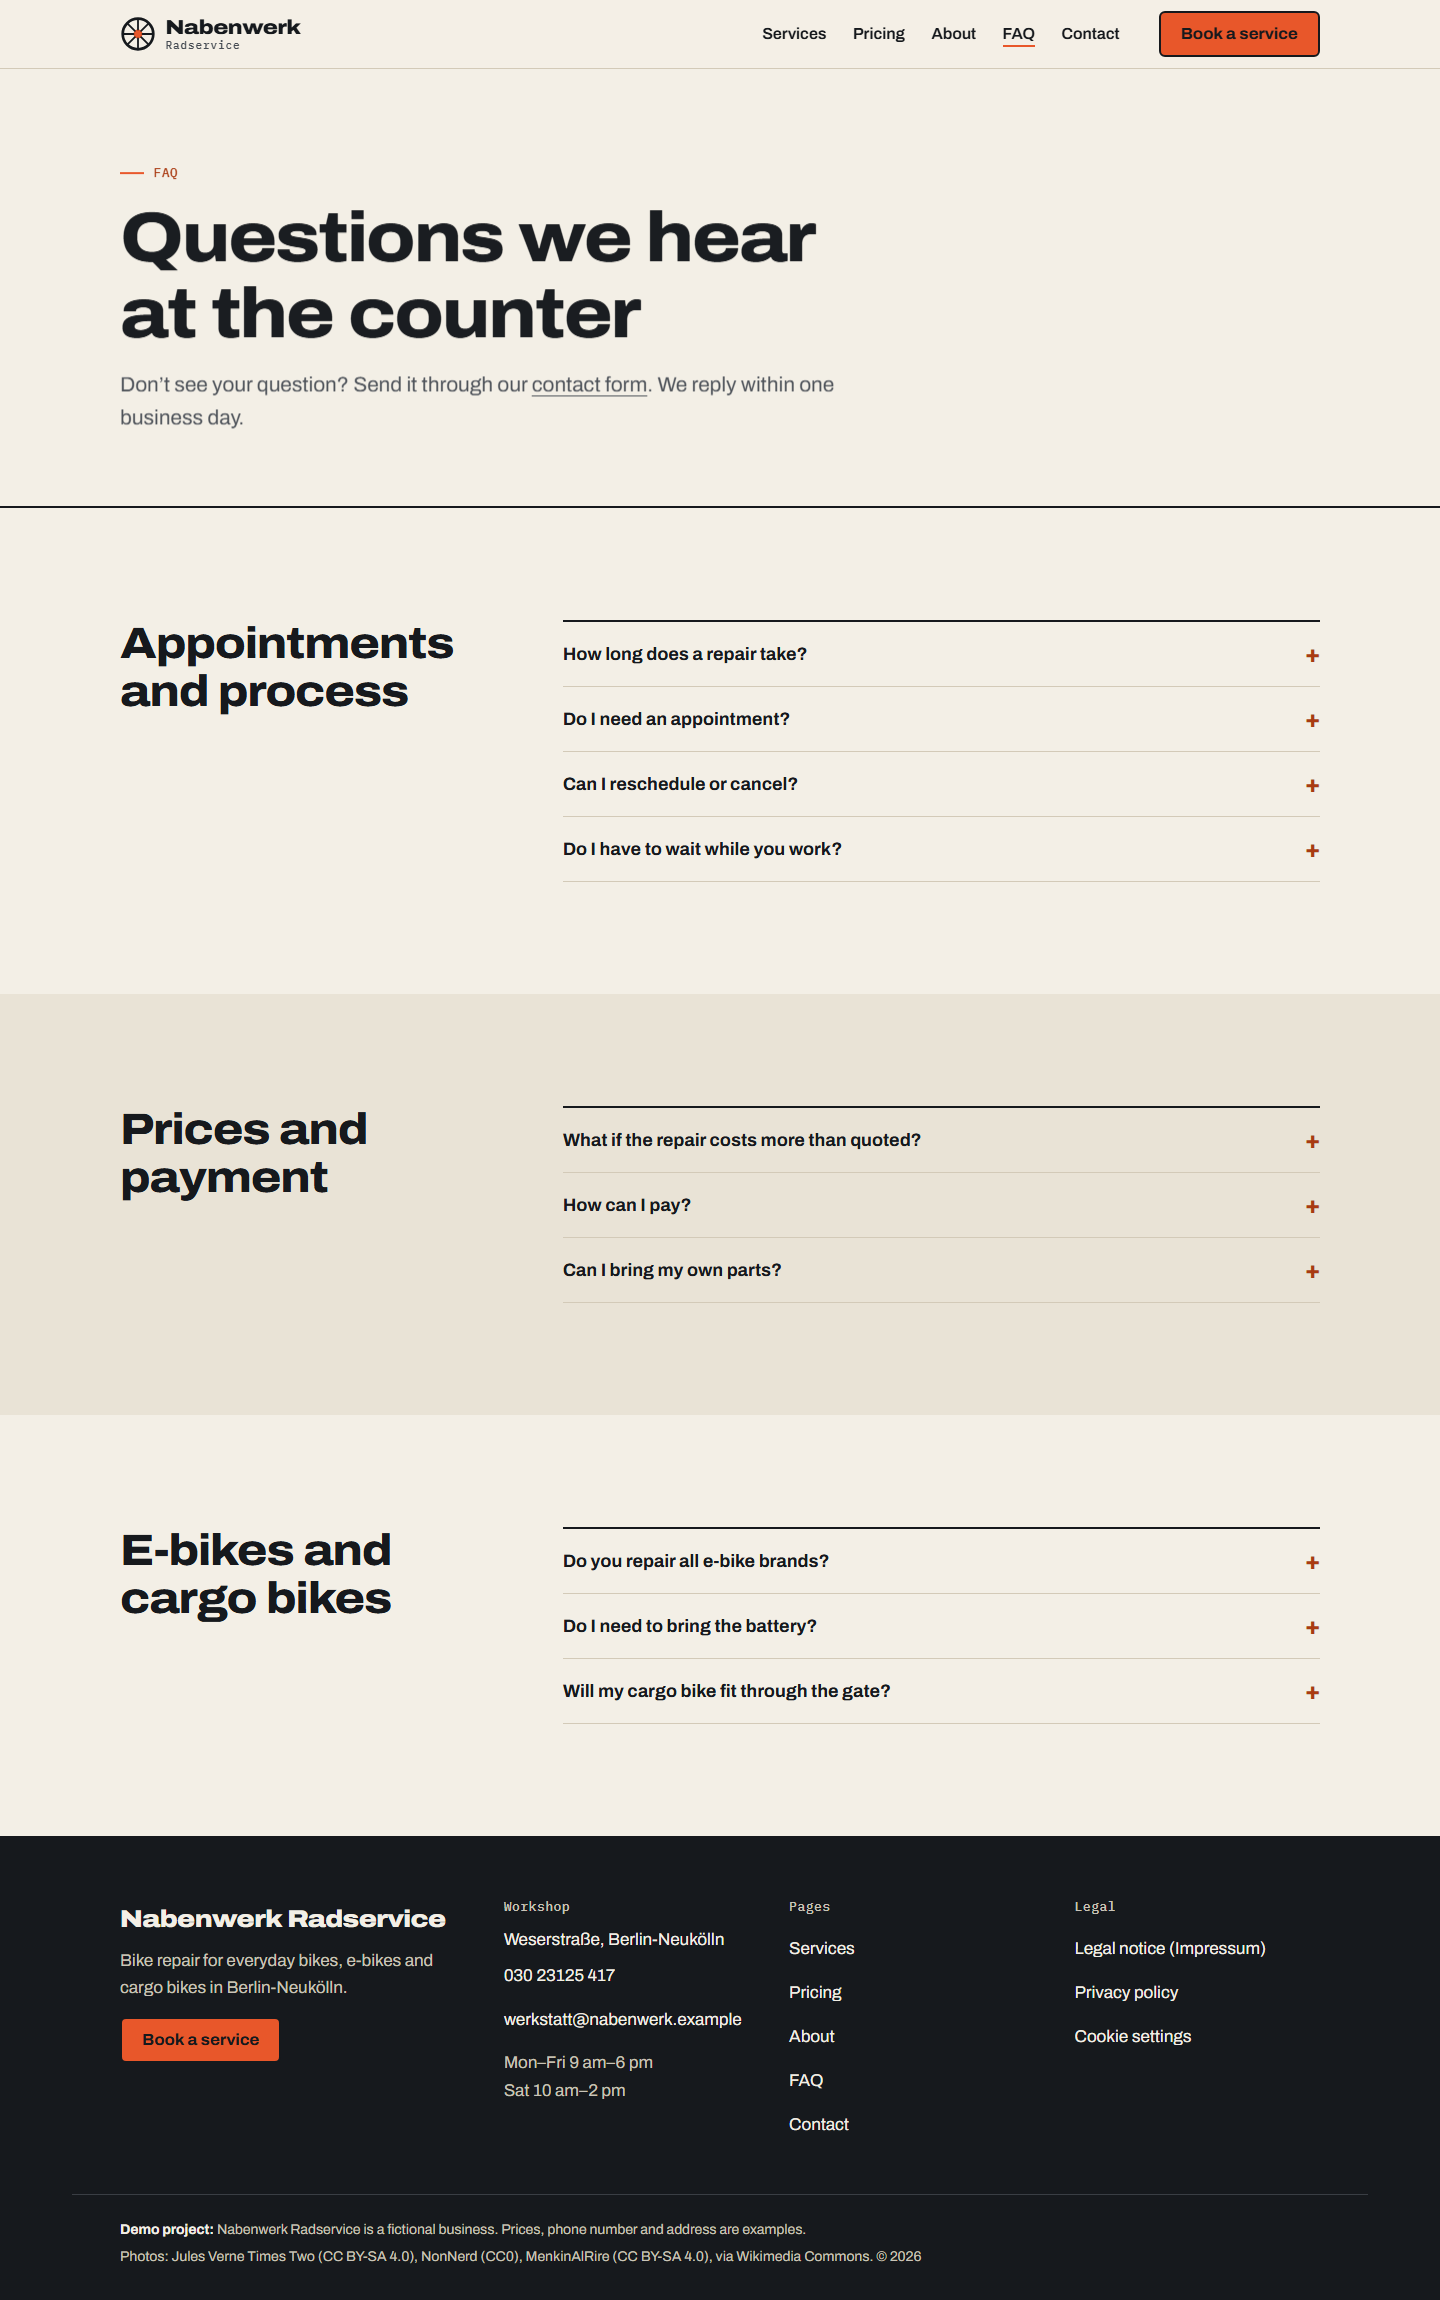 Nabenwerk
Radservice
Services
Pricing
About
FAQ
Contact
Book a service
FAQ
Questions we hear
at the counter
Don’t see your question? Send it through our contact form. We reply within one
business day.
Appointments
and process
How long does a repair take?
Do I need an appointment?
Can I reschedule or cancel?
Do I have to wait while you work?
Prices and
payment
What if the repair costs more than quoted?
How can I pay?
Can I bring my own parts?
E-bikes and
cargo bikes
Do you repair all e-bike brands?
Do I need to bring the battery?
Will my cargo bike fit through the gate?
Nabenwerk Radservice
Bike repair for everyday bikes, e-bikes and
cargo bikes in Berlin-Neukölln.
Book a service
Workshop
Weserstraße, Berlin-Neukölln
030 23125 417
werkstatt@nabenwerk.example
Mon–Fri 9 am–6 pm
Sat 10 am–2 pm
Pages
Services
Pricing
About
FAQ
Contact
Legal
Legal notice (Impressum)
Privacy policy
Cookie settings
Demo project: Nabenwerk Radservice is a fictional business. Prices, phone number and address are examples.
Photos: Jules Verne Times Two (CC BY-SA 4.0), NonNerd (CC0), MenkinAlRire (CC BY-SA 4.0), via Wikimedia Commons. © 2026